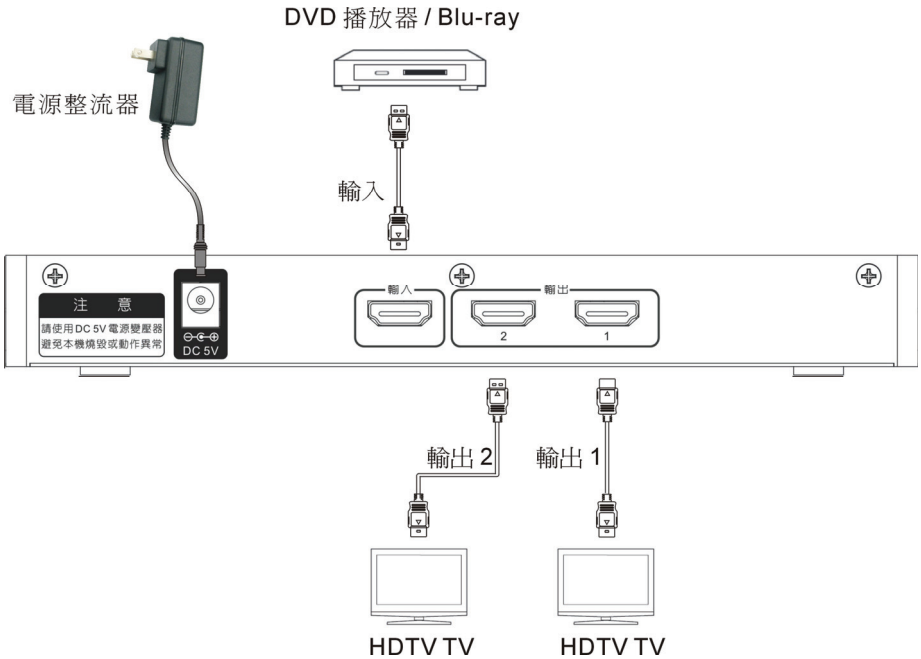 DVD 播放器 / Blu-ray
電源整流器
輸入
注 意
請使用 DC 5V 電源變壓器
避免本機燒毀或動作異常
DC 5V
輸入
輸出
2
1
輸出 2
輸出 1
HDTV TV
HDTV TV